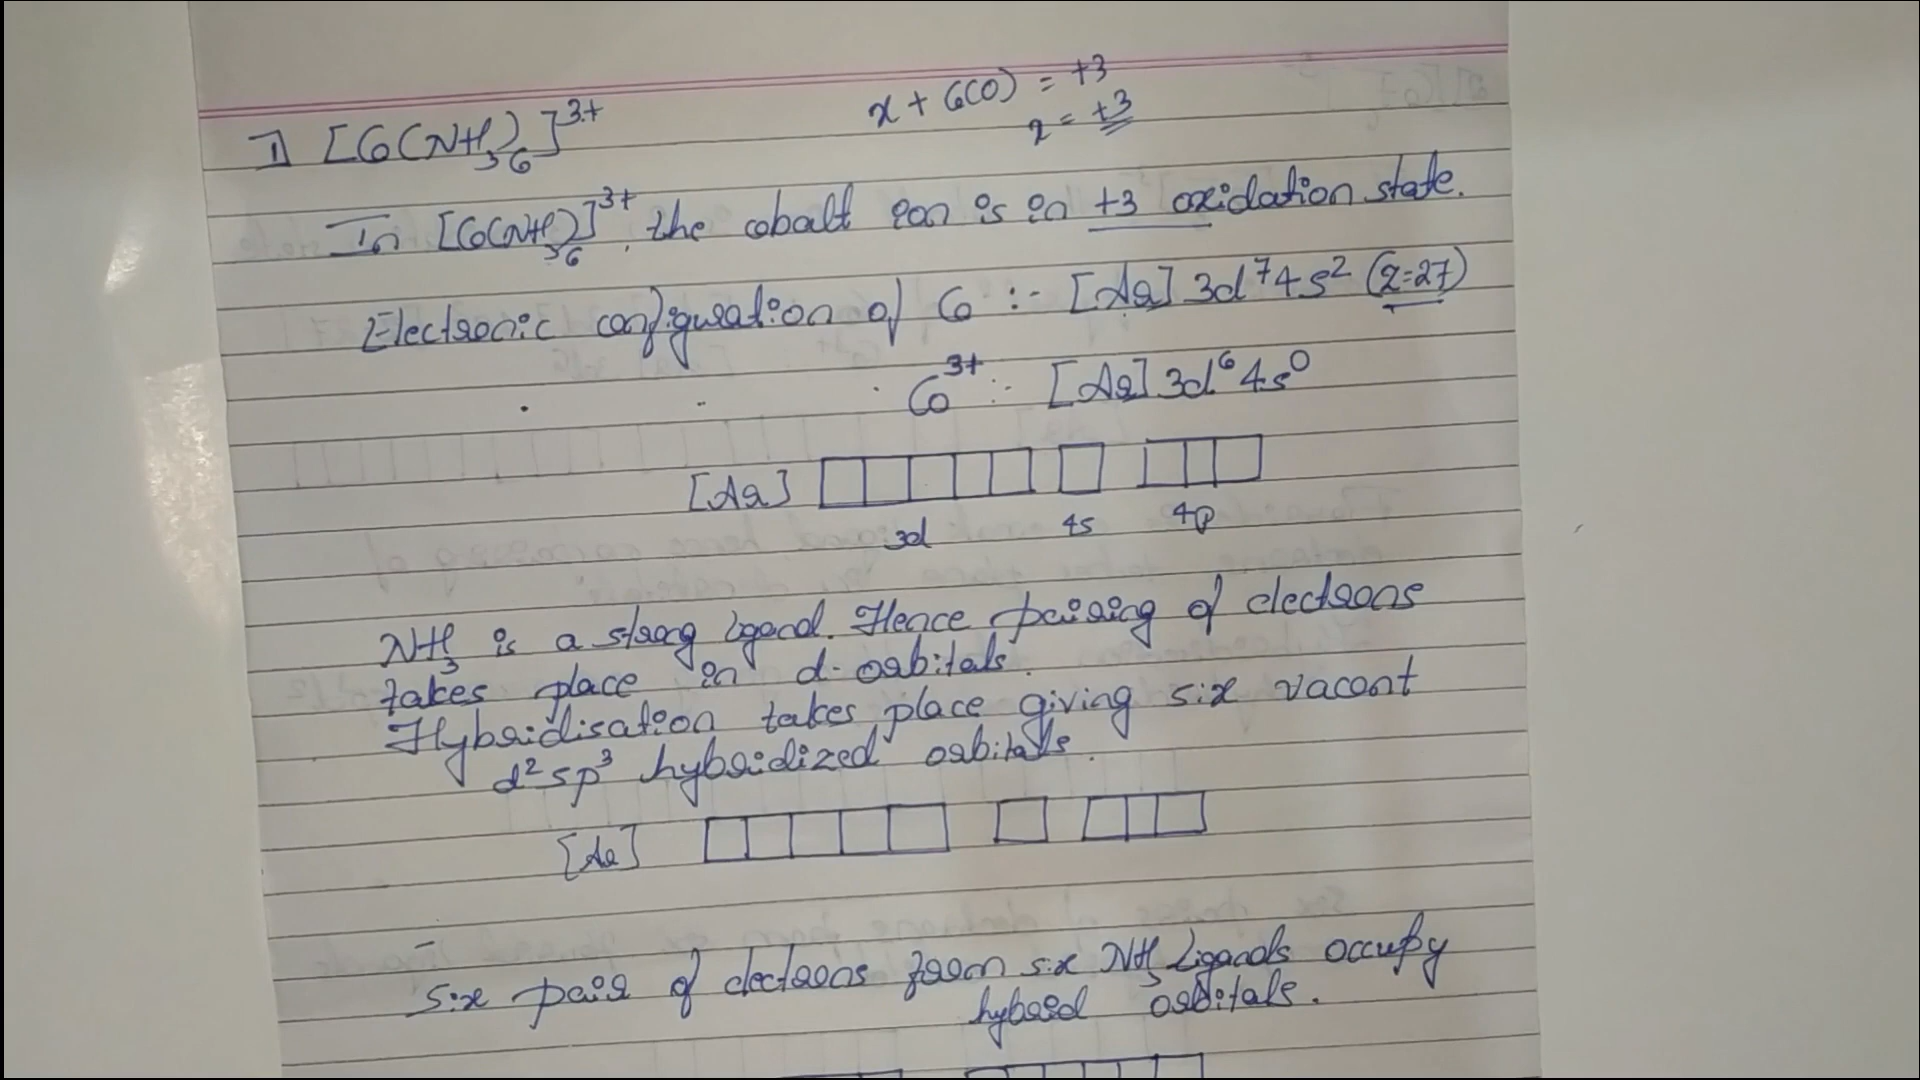 x + 6(0) = +3
x = +3
1] [Co(NH3)6]3+
In [Co(NH3)6]3+, the cobalt ion is in +3 oxidation state.
Electronic configuration of Co :- [Ar] 3d7 4s2 (z=27)
Co3+ :- [Ar] 3d6 4s0
[Ar]
3d 4s 4p
NH3 is a strong ligand. Hence pairing of electrons
takes place in d-orbitals.
Hybridisation takes place giving six vacant
d2sp3 hybridized orbitals.
[Ar]
Six pair of electrons from six NH3 Ligands occupy
hybrid orbitals.